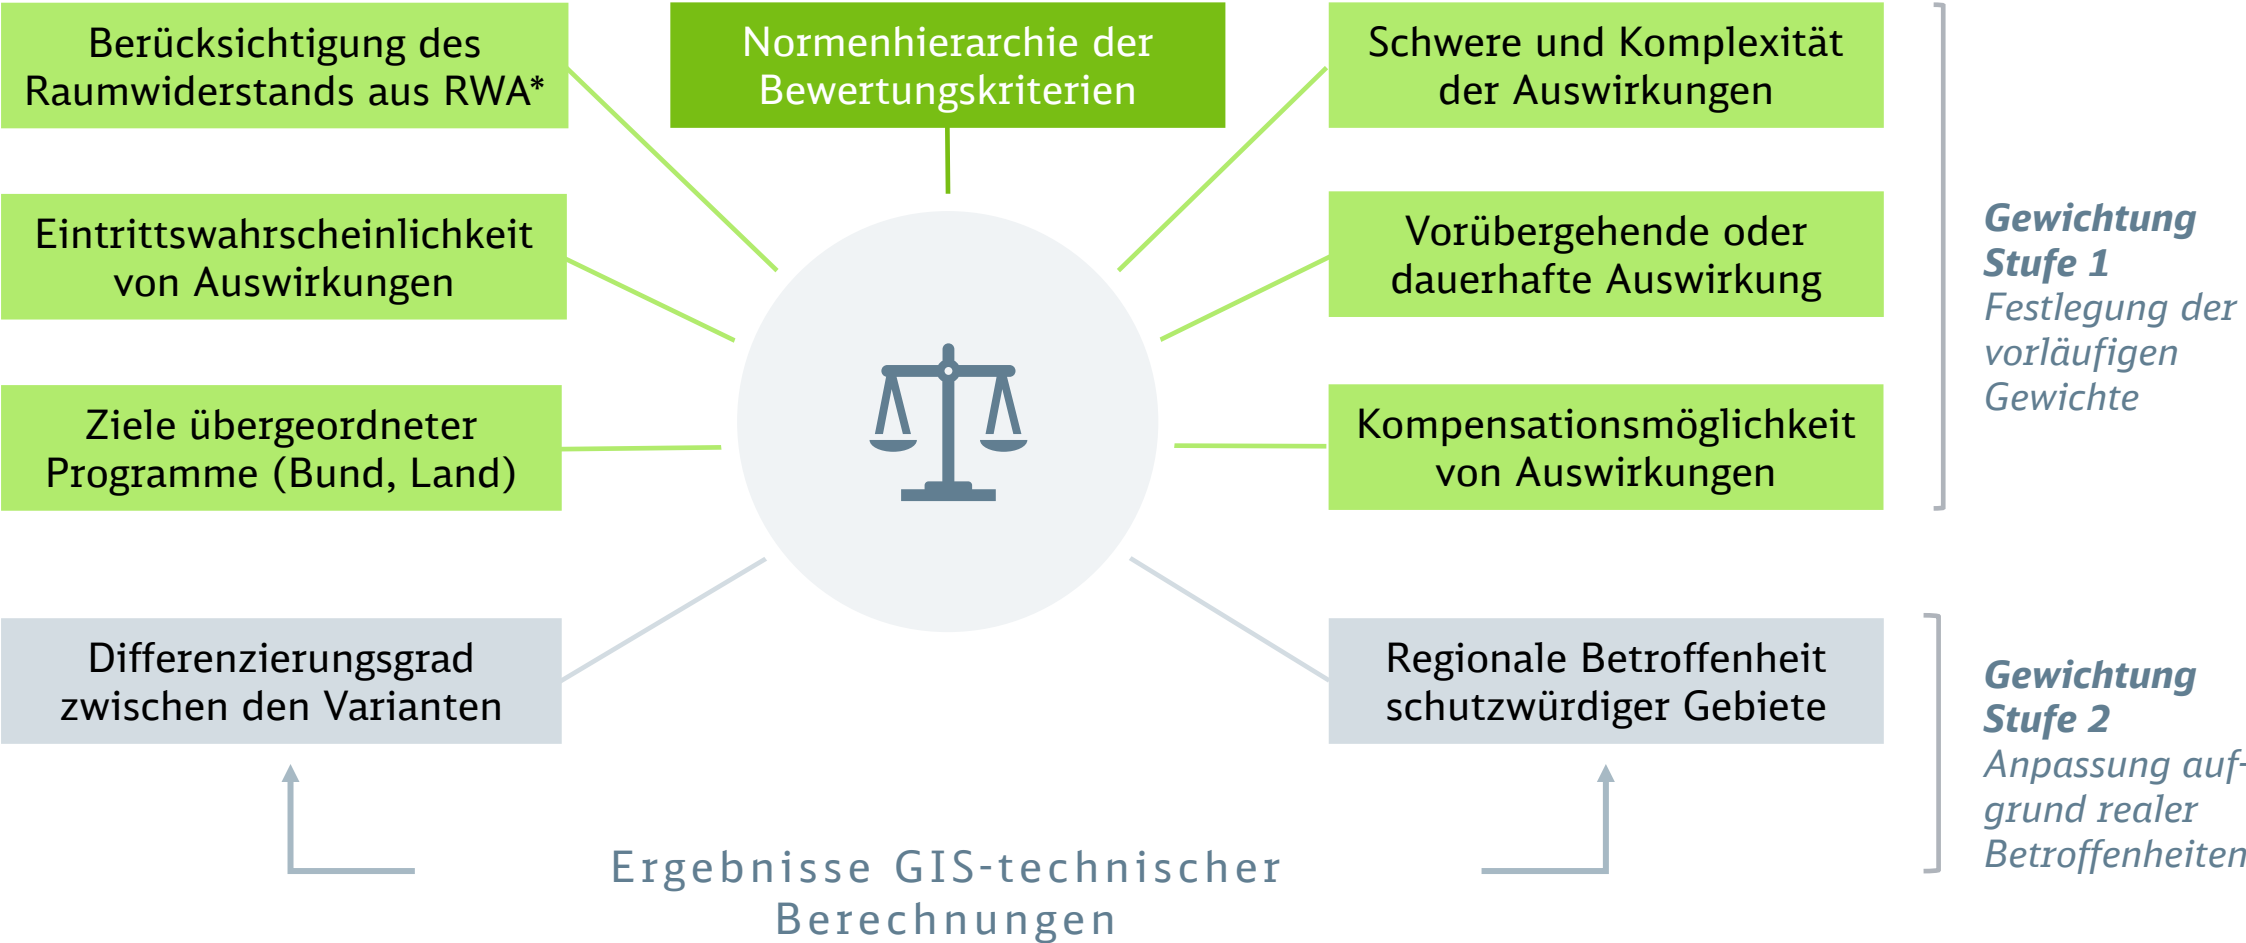 Berücksichtigung des
Raumwiderstands aus RWA*
Normenhierarchie der
Bewertungskriterien
Schwere und Komplexität
der Auswirkungen
Eintrittswahrscheinlichkeit
von Auswirkungen
Vorübergehende oder
dauerhafte Auswirkung
Ziele übergeordneter
Programme (Bund, Land)
Kompensationsmöglichkeit
von Auswirkungen
Gewichtung
Stufe 1
Festlegung der
vorläufigen
Gewichte
Differenzierungsgrad
zwischen den Varianten
Regionale Betroffenheit
schutzwürdiger Gebiete
Gewichtung
Stufe 2
Anpassung auf-
grund realer
Betroffenheiten
Ergebnisse GIS-technischer
Berechnungen